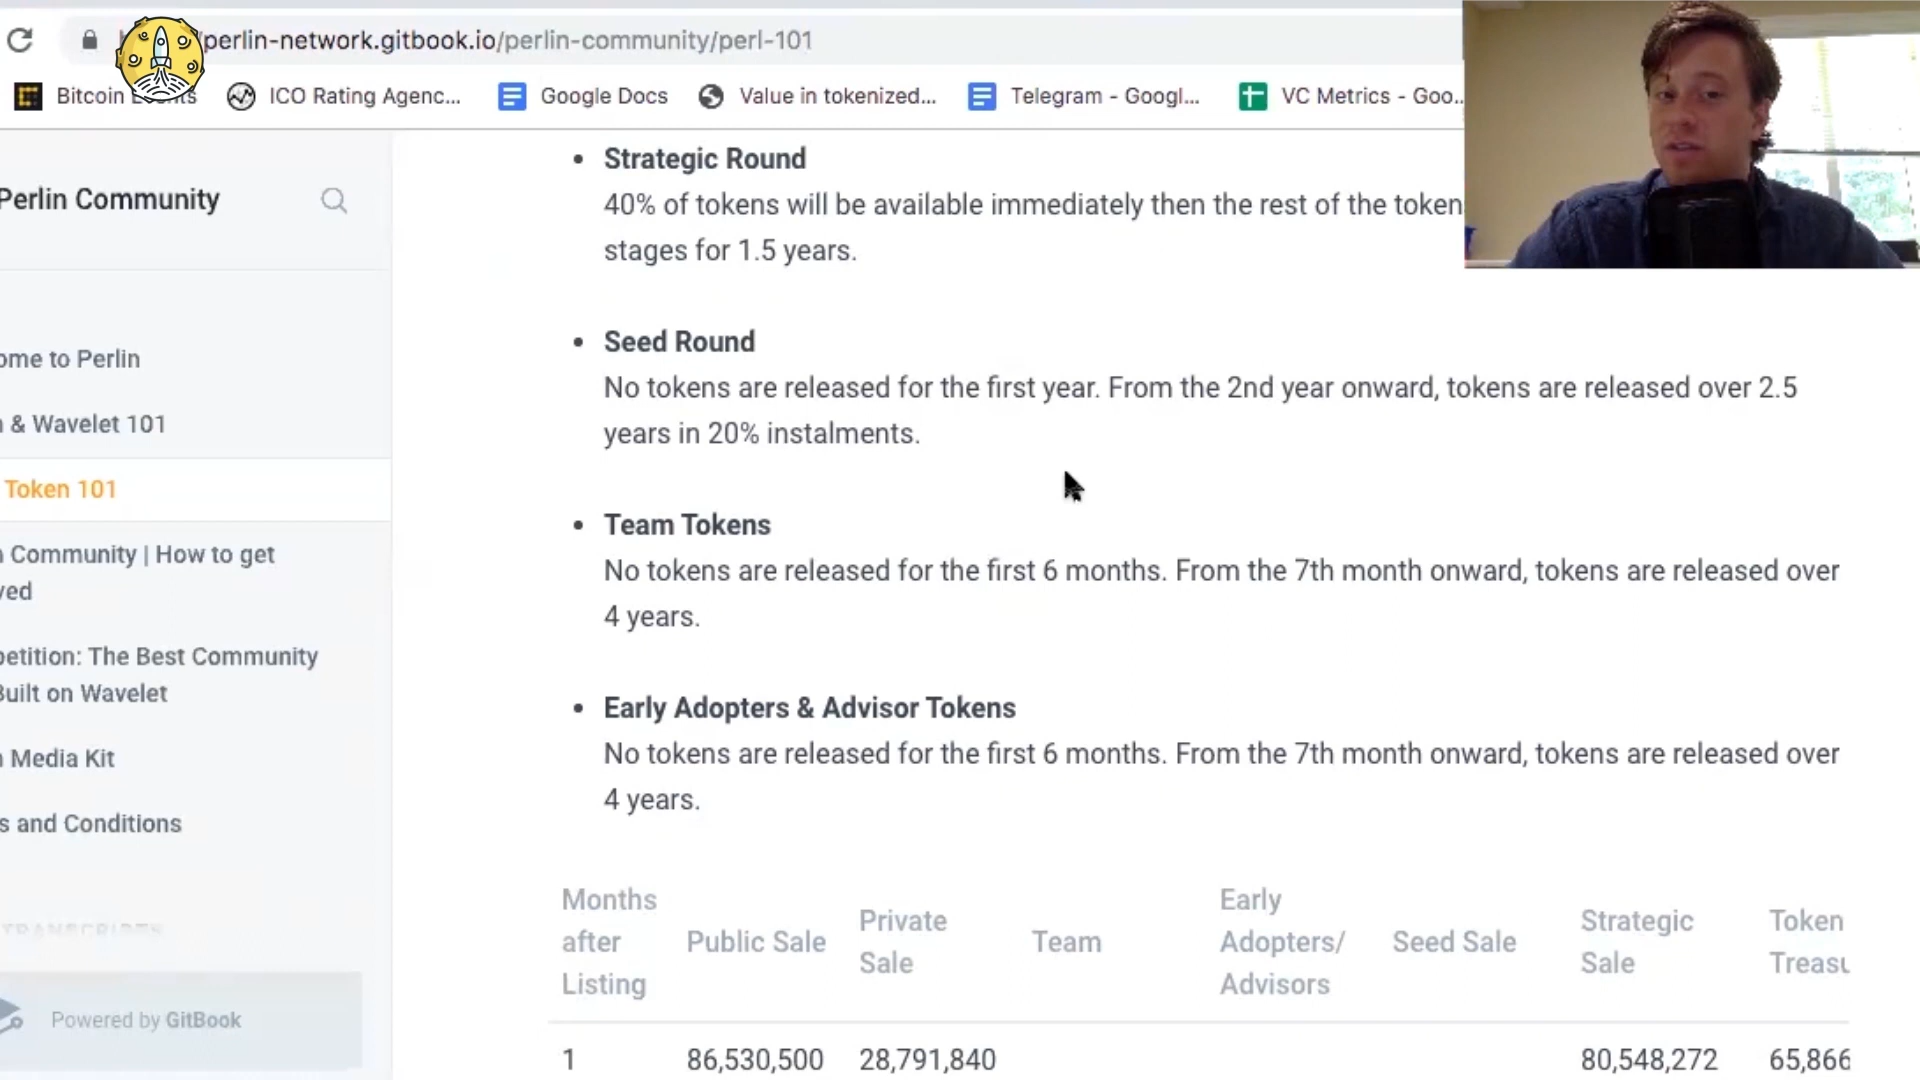 perlin-network.gitbook.io/perlin-community/perl-101
Bitcoin
ICO Rating Agenc...
Google Docs
Value in tokenized...
Telegram - Googl...
VC Metrics - Goo...
Perlin Community
ome to Perlin
& Wavelet 101
Token 101
Community | How to get
ved
petition: The Best Community
Built on Wavelet
Media Kit
s and Conditions
TRANSCRIPTS
Powered by GitBook
• Strategic Round
40% of tokens will be available immediately then the rest of the token
stages for 1.5 years.
• Seed Round
No tokens are released for the first year. From the 2nd year onward, tokens are released over 2.5
years in 20% instalments.
• Team Tokens
No tokens are released for the first 6 months. From the 7th month onward, tokens are released over
4 years.
• Early Adopters & Advisor Tokens
No tokens are released for the first 6 months. From the 7th month onward, tokens are released over
4 years.
Months after Listing
Public Sale
Private Sale
Team
Early Adopters/ Advisors
Seed Sale
Strategic Sale
Token Treasu
1 86,530,500 28,791,840 80,548,272 65,866